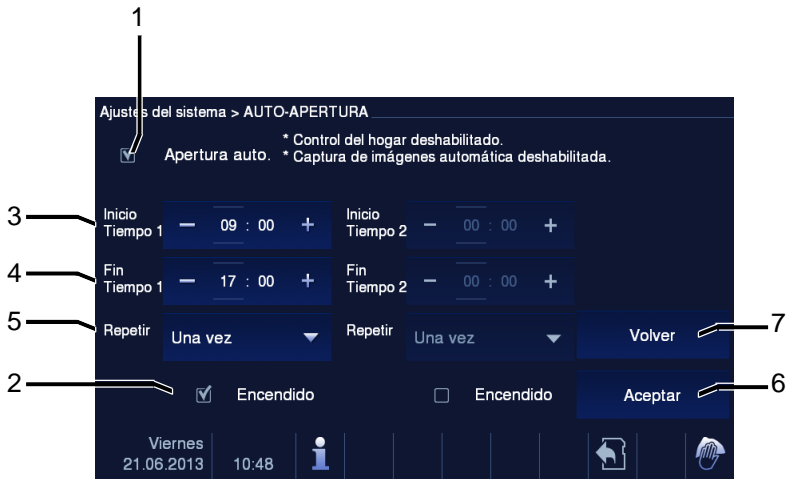 1
Ajustes del sistema > AUTO-APERTURA
Apertura auto.
* Control del hogar deshabilitado.
* Captura de imágenes automática deshabilitada.
3
Inicio
Tiempo 1
− 09 : 00 +
Inicio
Tiempo 2
− 00 : 00 +
4
Fin
Tiempo 1
− 17 : 00 +
Fin
Tiempo 2
− 00 : 00 +
5
Repetir
Una vez
Repetir
Una vez
Volver
7
2
Encendido
Encendido
Aceptar
6
Viernes
21.06.2013
10:48